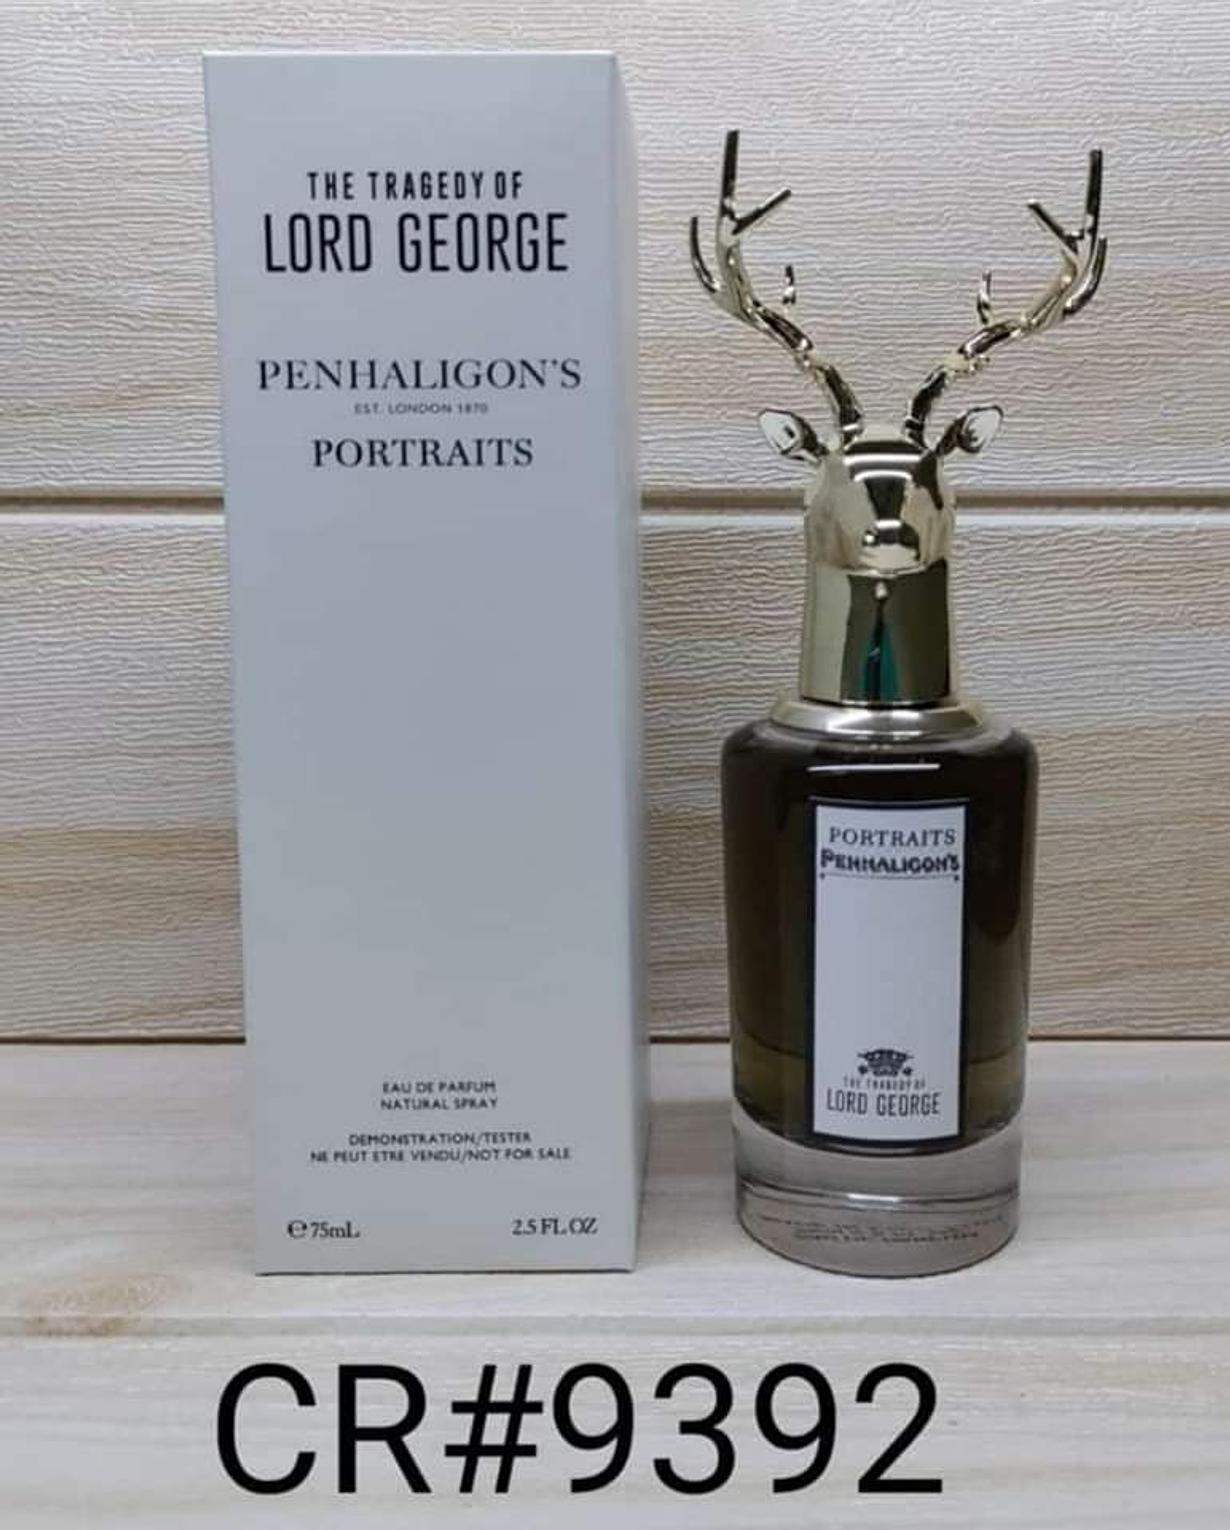 THE TRAGEDY OF
LORD GEORGE
PENHALIGON'S
EST. LONDON 1870
PORTRAITS
EAU DE PARFUM
NATURAL SPRAY
DEMONSTRATION/TESTER
NE PEUT ETRE VENDU/NOT FOR SALE
℮75mL 2.5 FL OZ
PORTRAITS
PENHALIGON'S
THE TRAGEDY OF
LORD GEORGE
CR#9392